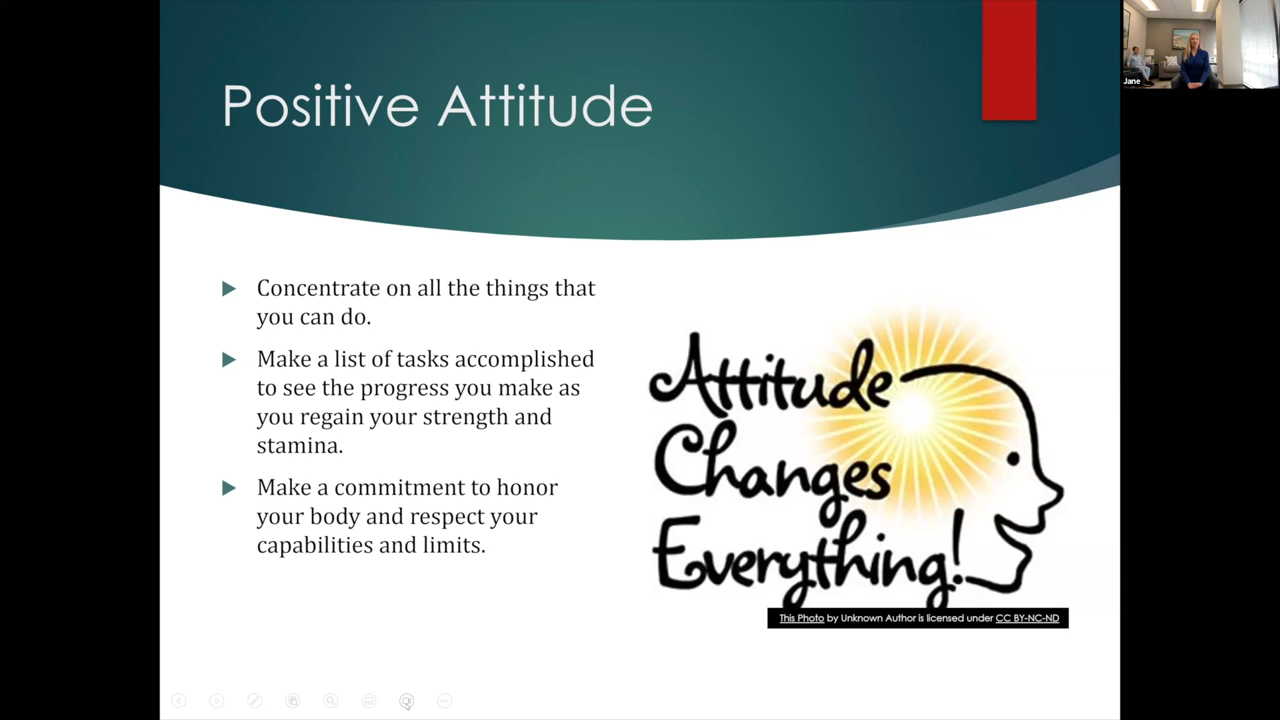 Positive Attitude
Jane
Concentrate on all the things that
you can do.
Make a list of tasks accomplished
to see the progress you make as
you regain your strength and
stamina.
Make a commitment to honor
your body and respect your
capabilities and limits.
Attitude
Changes
Everything!
This Photo by Unknown Author is licensed under CC BY-NC-ND